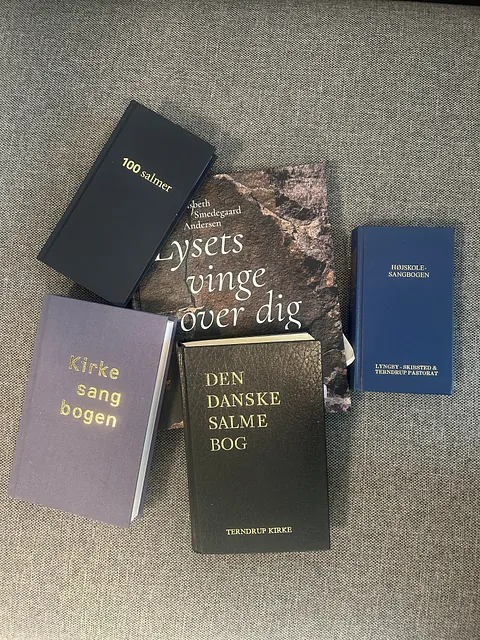 100 salmer
Smedegaard
Andersen
Lysets
vinge
over dig
HØJSKOLE-
SANGBOGEN
LYNGBY - SKIBSTED &
TERNDRUP PASTORAT
Kirke
sang
bogen
DEN
DANSKE
SALME
BOG
TERNDRUP KIRKE